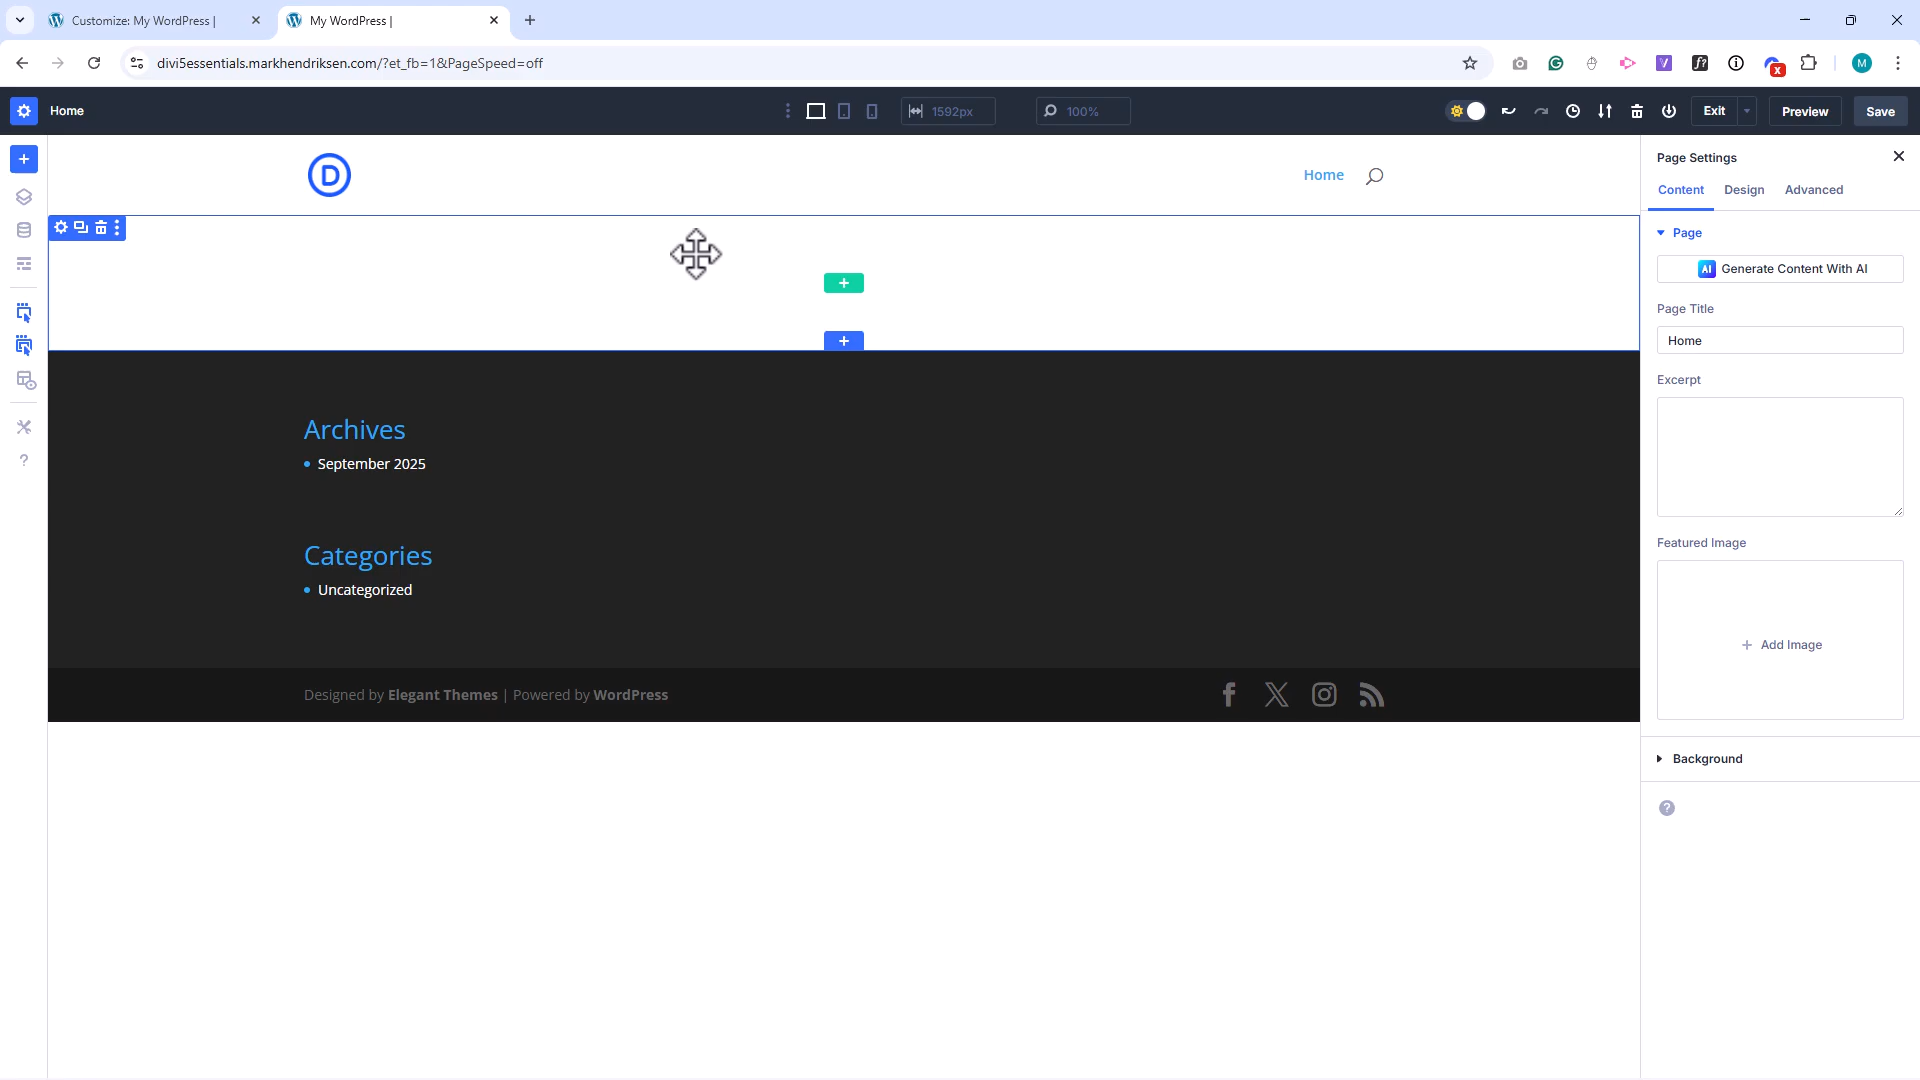 Customize: My WordPress |
My WordPress |
divi5essentials.markhendriksen.com/?et_fb=1&PageSpeed=off
Home
1592px
100%
Exit
Preview
Save
D
Home
Page Settings
Content
Design
Advanced
Page
AI Generate Content With AI
Page Title
Home
Excerpt
Featured Image
Add Image
Background
Archives
September 2025
Categories
Uncategorized
Designed by Elegant Themes | Powered by WordPress